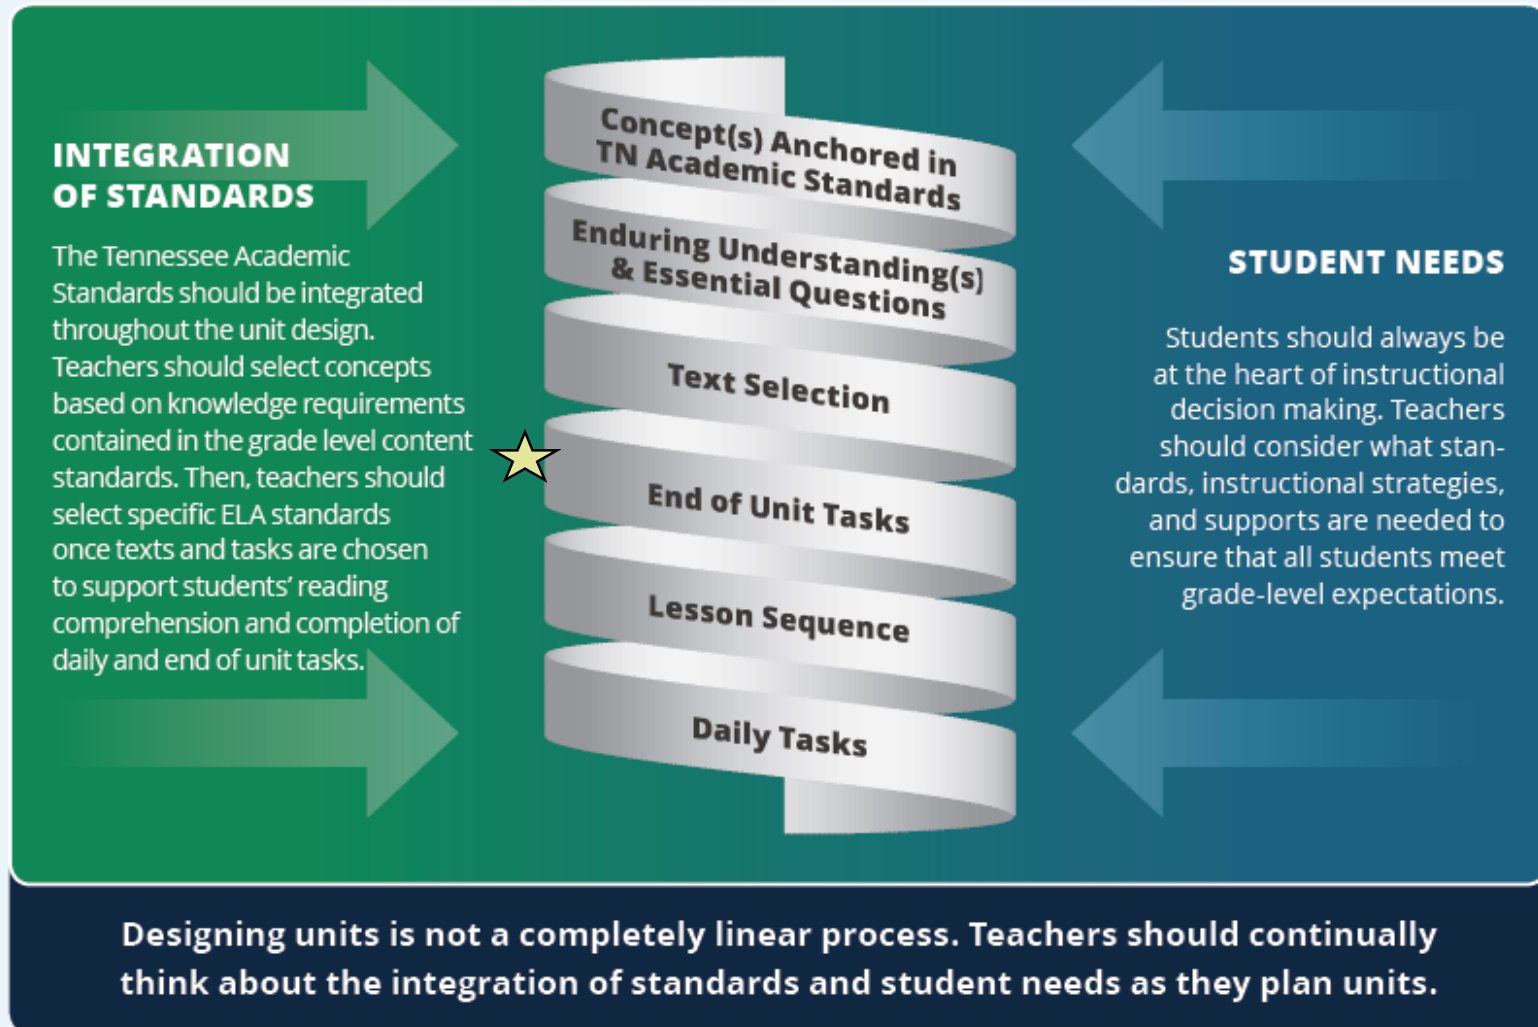 INTEGRATION
OF STANDARDS
The Tennessee Academic
Standards should be integrated
throughout the unit design.
Teachers should select concepts
based on knowledge requirements
contained in the grade level content
standards. Then, teachers should
select specific ELA standards
once texts and tasks are chosen
to support students’ reading
comprehension and completion of
daily and end of unit tasks.
Concept(s) Anchored in
TN Academic Standards
Enduring Understanding(s)
& Essential Questions
Text Selection
End of Unit Tasks
Lesson Sequence
Daily Tasks
STUDENT NEEDS
Students should always be
at the heart of instructional
decision making. Teachers
should consider what stan-
dards, instructional strategies,
and supports are needed to
ensure that all students meet
grade-level expectations.
Designing units is not a completely linear process. Teachers should continually
think about the integration of standards and student needs as they plan units.